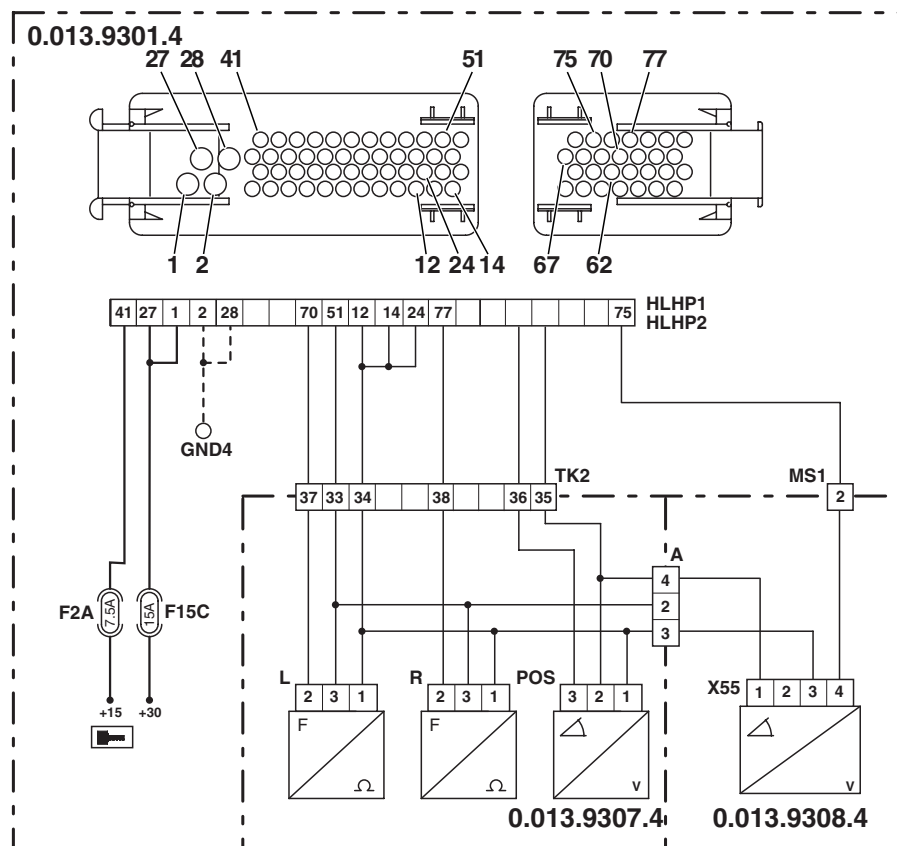 0.013.9301.4
27 28 41 51 75 70 77
1 2 12 24 14 67 62
41 27 1 2 28 70 51 12 14 24 77 75
HLHP1
HLHP2
GND4
TK2
MS1
37 33 34 38 36 35
2
A
4
2
3
F2A 7.5A 15A F15C
L R POS X55
2 3 1 2 3 1 3 2 1 1 2 3 4
+15 +30
F F
Ω Ω V V
0.013.9307.4 0.013.9308.4